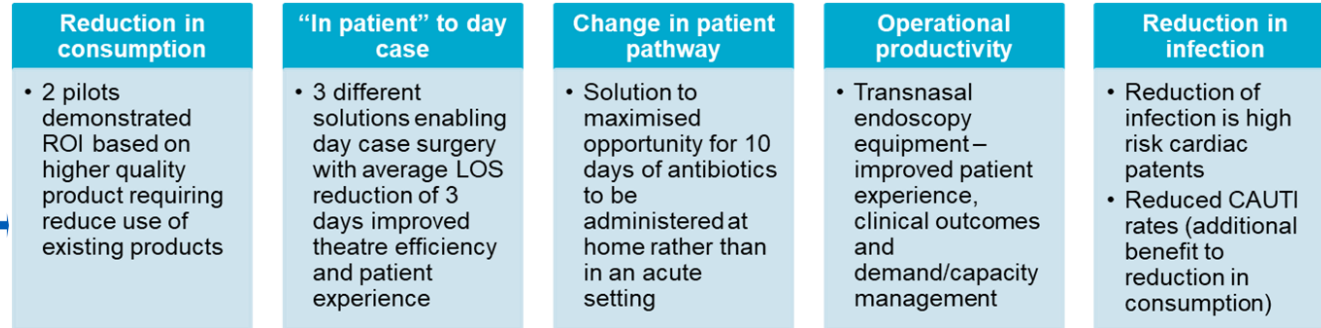 Reduction in
consumption
• 2 pilots
demonstrated
ROI based on
higher quality
product requiring
reduce use of
existing products
“In patient” to day
case
• 3 different
solutions enabling
day case surgery
with average LOS
reduction of 3
days improved
theatre efficiency
and patient
experience
Change in patient
pathway
• Solution to
maximised
opportunity for 10
days of antibiotics
to be
administered at
home rather than
in an acute
setting
Operational
productivity
• Transnasal
endoscopy
equipment –
improved patient
experience,
clinical outcomes
and
demand/capacity
management
Reduction in
infection
• Reduction of
infection is high
risk cardiac
patents
• Reduced CAUTI
rates (additional
benefit to
reduction in
consumption)